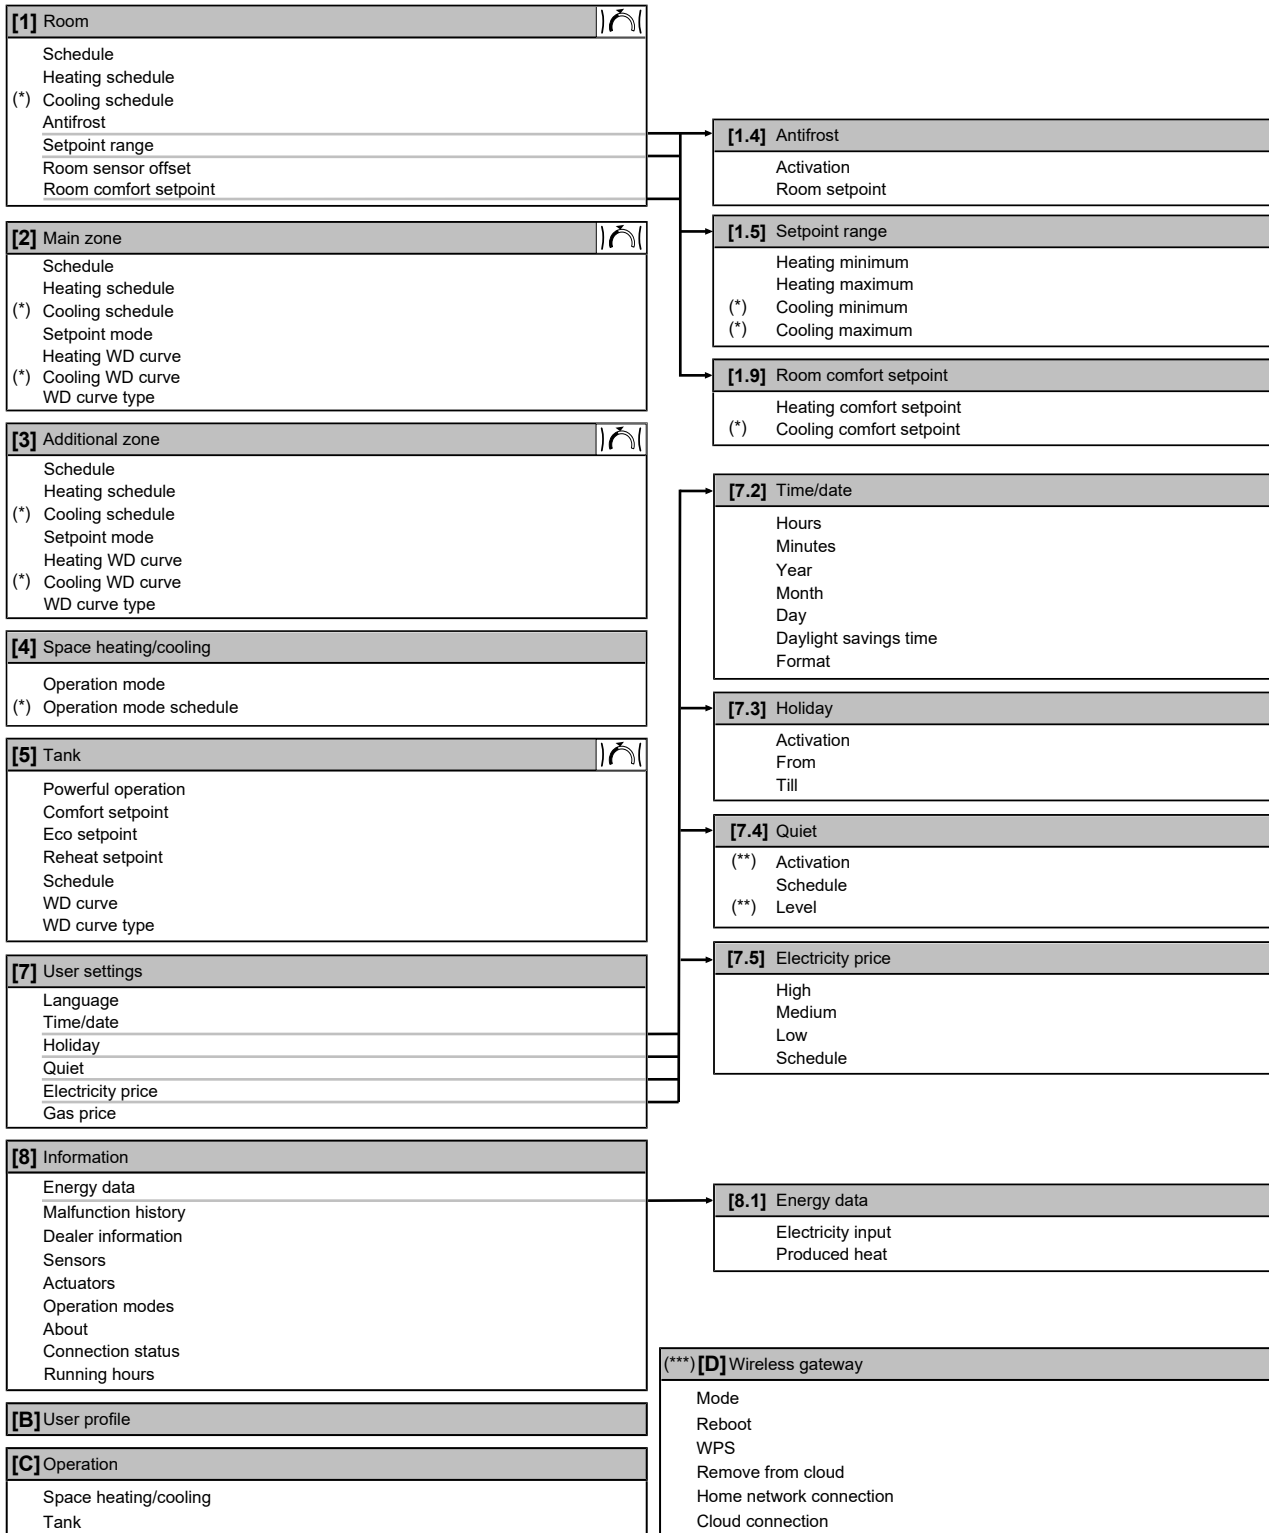 [1] Room
Schedule
Heating schedule
(*) Cooling schedule
Antifrost
Setpoint range
Room sensor offset
Room comfort setpoint
[2] Main zone
Schedule
Heating schedule
(*) Cooling schedule
Setpoint mode
Heating WD curve
(*) Cooling WD curve
WD curve type
[3] Additional zone
Schedule
Heating schedule
(*) Cooling schedule
Setpoint mode
Heating WD curve
(*) Cooling WD curve
WD curve type
[4] Space heating/cooling
Operation mode
(*) Operation mode schedule
[5] Tank
Powerful operation
Comfort setpoint
Eco setpoint
Reheat setpoint
Schedule
WD curve
WD curve type
[7] User settings
Language
Time/date
Holiday
Quiet
Electricity price
Gas price
[8] Information
Energy data
Malfunction history
Dealer information
Sensors
Actuators
Operation modes
About
Connection status
Running hours
[B] User profile
[C] Operation
Space heating/cooling
Tank
[1.4] Antifrost
Activation
Room setpoint
[1.5] Setpoint range
Heating minimum
Heating maximum
(*) Cooling minimum
(*) Cooling maximum
[1.9] Room comfort setpoint
Heating comfort setpoint
(*) Cooling comfort setpoint
[7.2] Time/date
Hours
Minutes
Year
Month
Day
Daylight savings time
Format
[7.3] Holiday
Activation
From
Till
[7.4] Quiet
(**) Activation
Schedule
(**) Level
[7.5] Electricity price
High
Medium
Low
Schedule
[8.1] Energy data
Electricity input
Produced heat
(***) [D] Wireless gateway
Mode
Reboot
WPS
Remove from cloud
Home network connection
Cloud connection